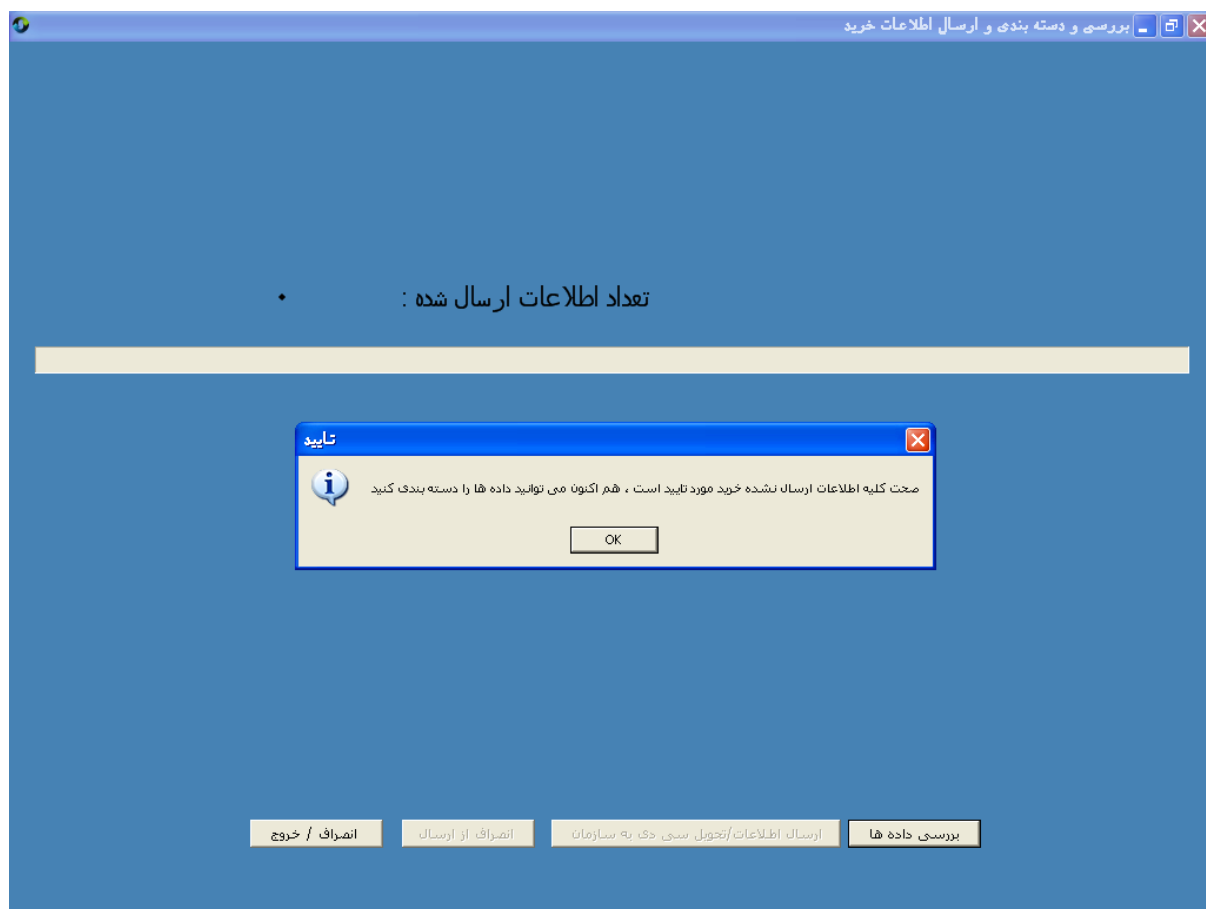 بررسی و دسته بندی و ارسال اطلاعات خرید
تعداد اطلاعات ارسال شده : ۰
تایید
صحت کلیه اطلاعات ارسال نشده خرید مورد تایید است ، هم اکنون می توانید داده ها را دسته بندی کنید
OK
بررسی داده ها
ارسال اطلاعات/تحویل سی دی به سازمان
انصراف از ارسال
انصراف / خروج